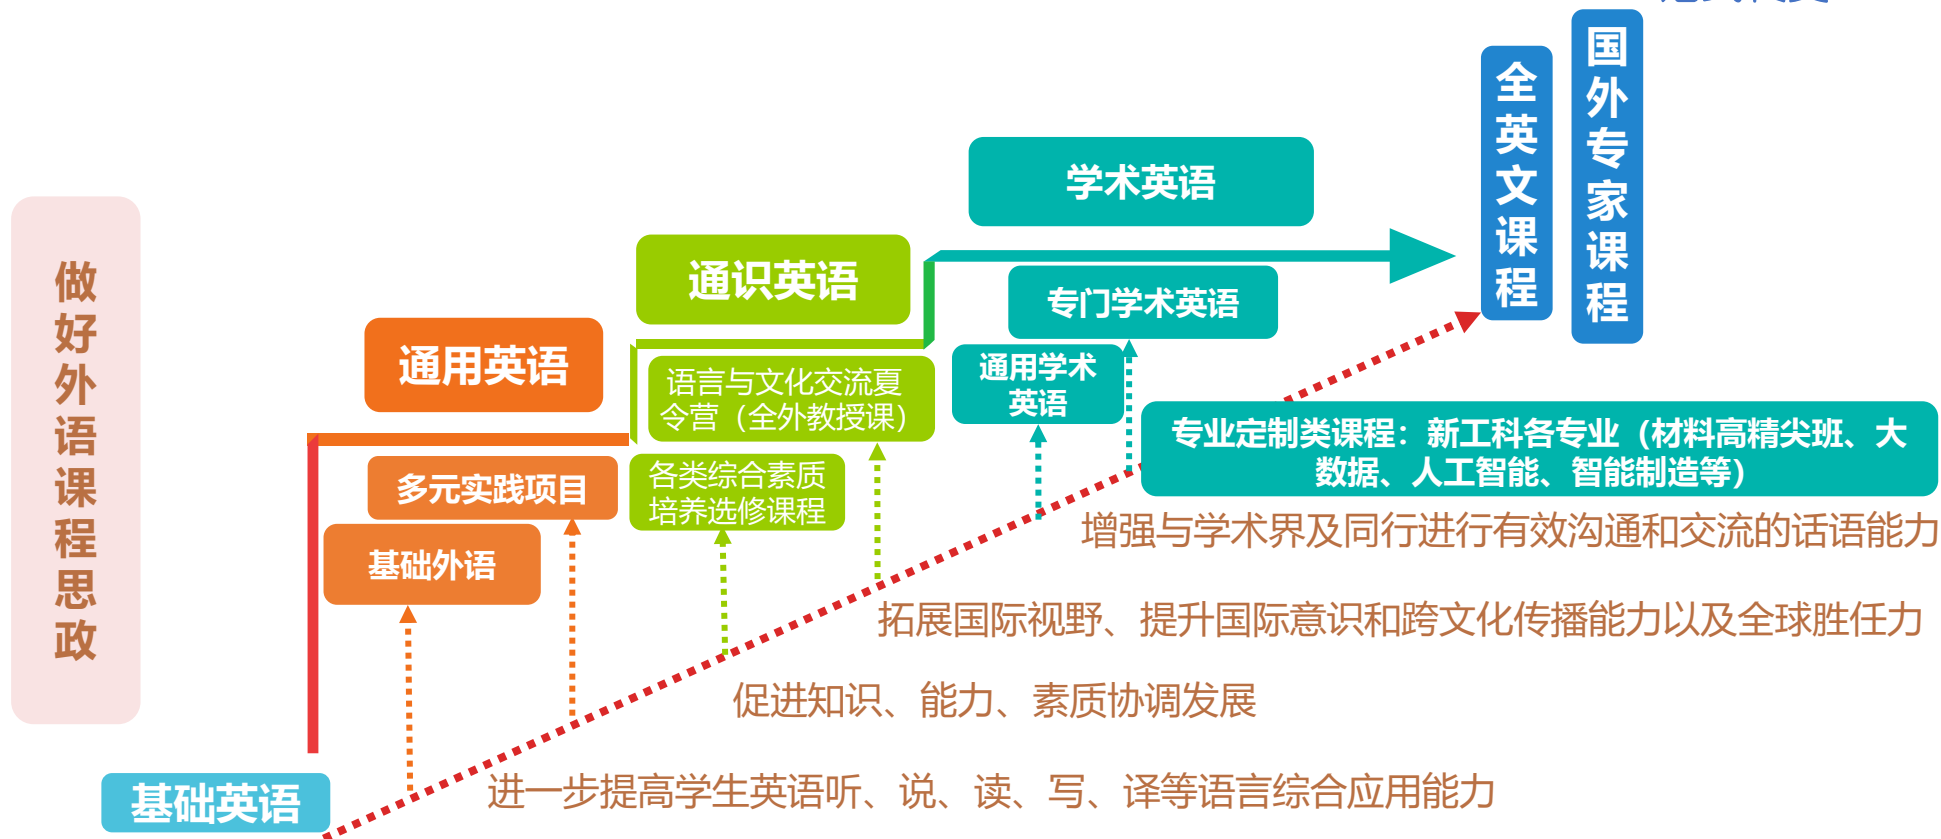 国外专家课程
全英文课程
学术英语
通识英语
专门学术英语
通用英语
通用学术
英语
语言与文化交流夏
令营（全外教授课）
专业定制类课程：新工科各专业（材料高精尖班、大
数据、人工智能、智能制造等）
多元实践项目
各类综合素质
培养选修课程
基础外语
做好外语课程思政
增强与学术界及同行进行有效沟通和交流的话语能力
拓展国际视野、提升国际意识和跨文化传播能力以及全球胜任力
促进知识、能力、素质协调发展
进一步提高学生英语听、说、读、写、译等语言综合应用能力
基础英语